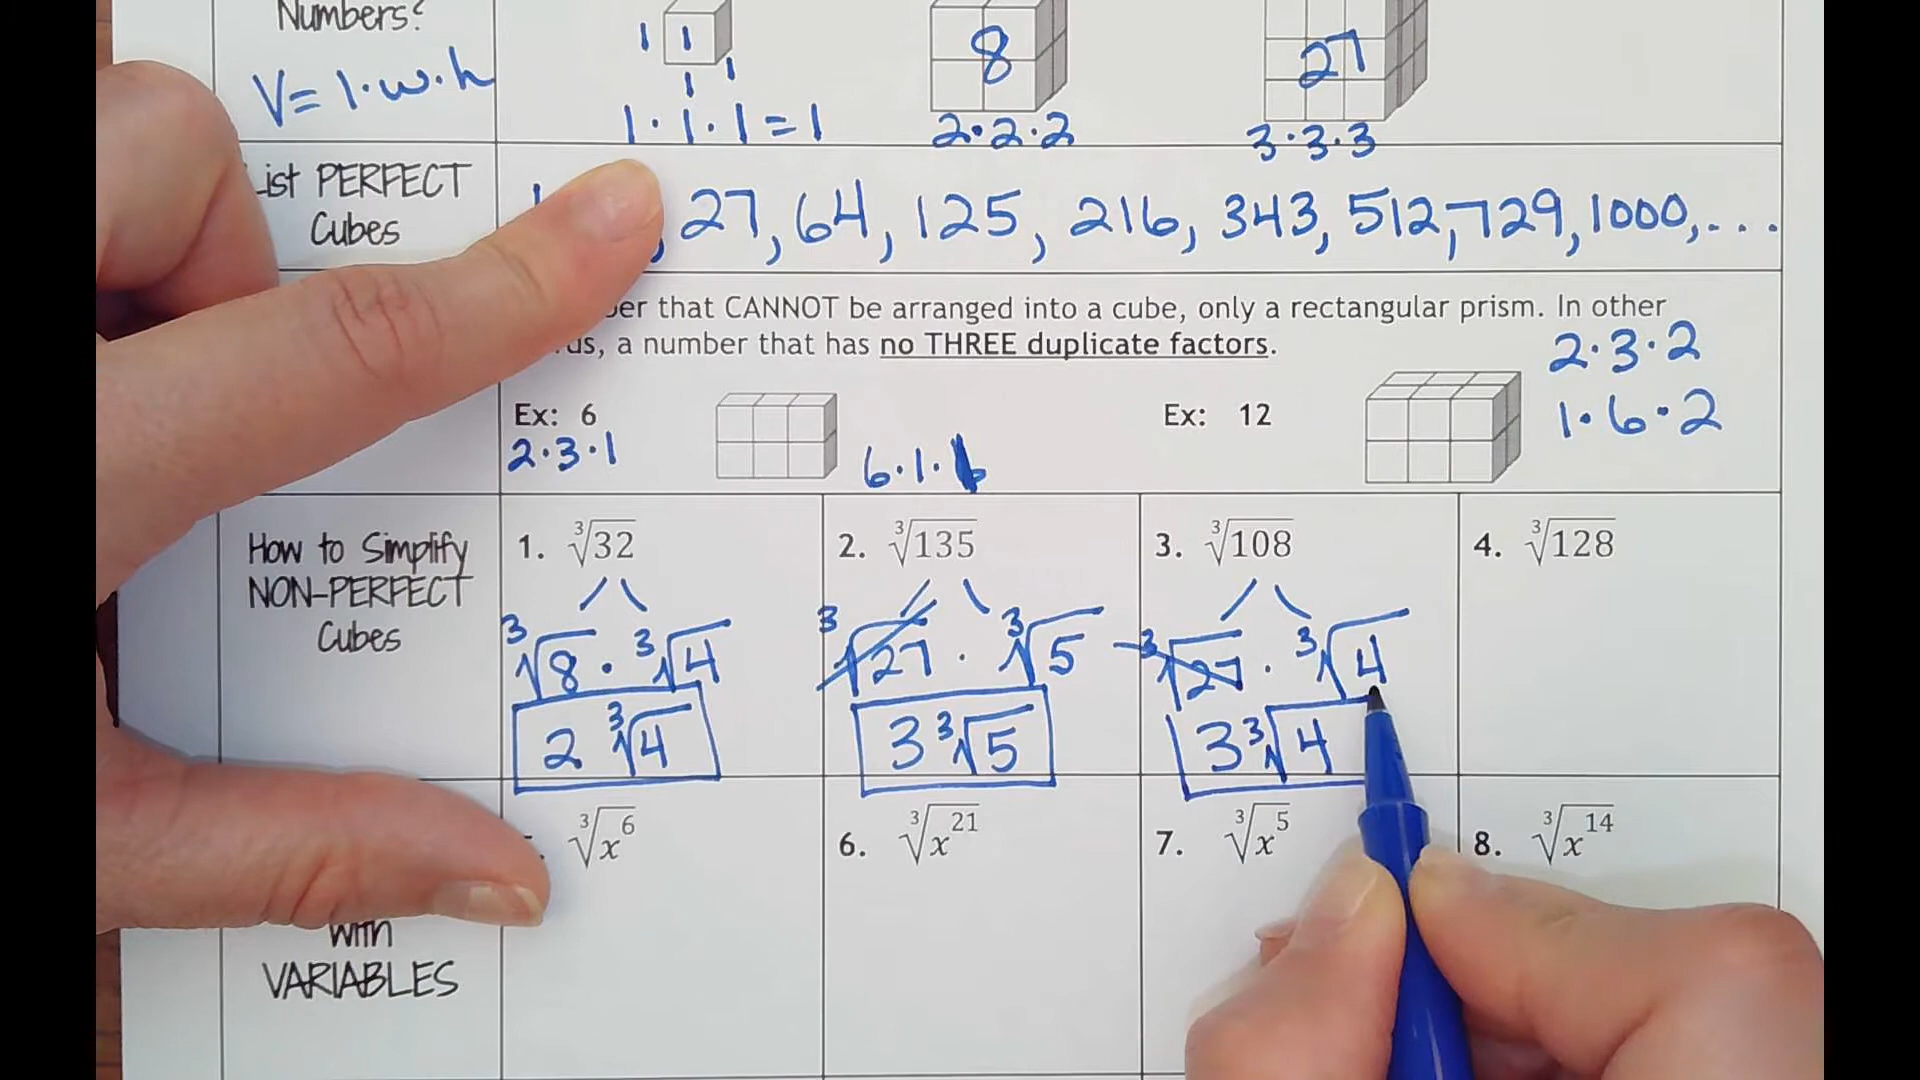 Numbers?
V= l·w·h
1 1 1 1
1·1·1=1
8
2·2·2
27
3·3·3
List PERFECT
Cubes
27, 64, 125, 216, 343, 512, 729, 1000, ...
that CANNOT be arranged into a cube, only a rectangular prism. In other
a number that has no THREE duplicate factors.
2·3·2
Ex: 6
2·3·1
6·1·
Ex: 12
1·6·2
How to Simplify
NON-PERFECT
Cubes
1. ∛32
∛8 · ∛4
2 ∛4
2. ∛135
∛27 · ∛5
3∛5
3. ∛108
∛27 · ∛4
3∛4
4. ∛128
with
VARIABLES
∛x⁶
6. ∛x²¹
7. ∛x⁵
8. ∛x¹⁴